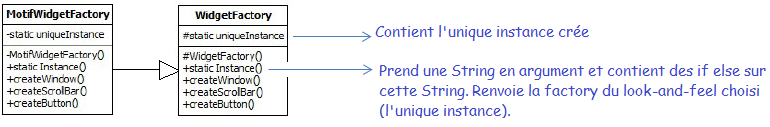 MotifWidgetFactory
-static uniqueInstance
-MotifWidgetFactory()
+static Instance()
+createWindow()
+createScrollBar()
+createButton()
WidgetFactory
#static uniqueInstance
#WidgetFactory()
+static Instance()
+createWindow()
+createScrollBar()
+createButton()
Contient l'unique instance crée
Prend une String en argument et contient des if else sur
cette String. Renvoie la factory du look-and-feel choisi
(l'unique instance).